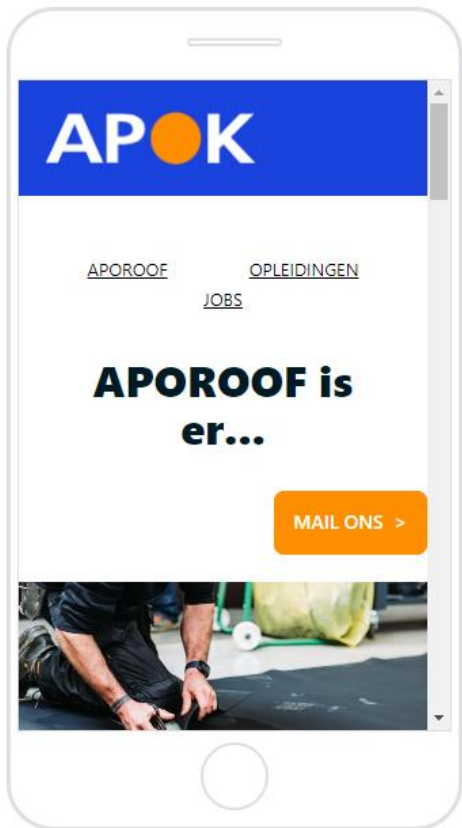 APOK
APOROOF OPLEIDINGEN
JOBS
APOROOF is
er...
MAIL ONS >